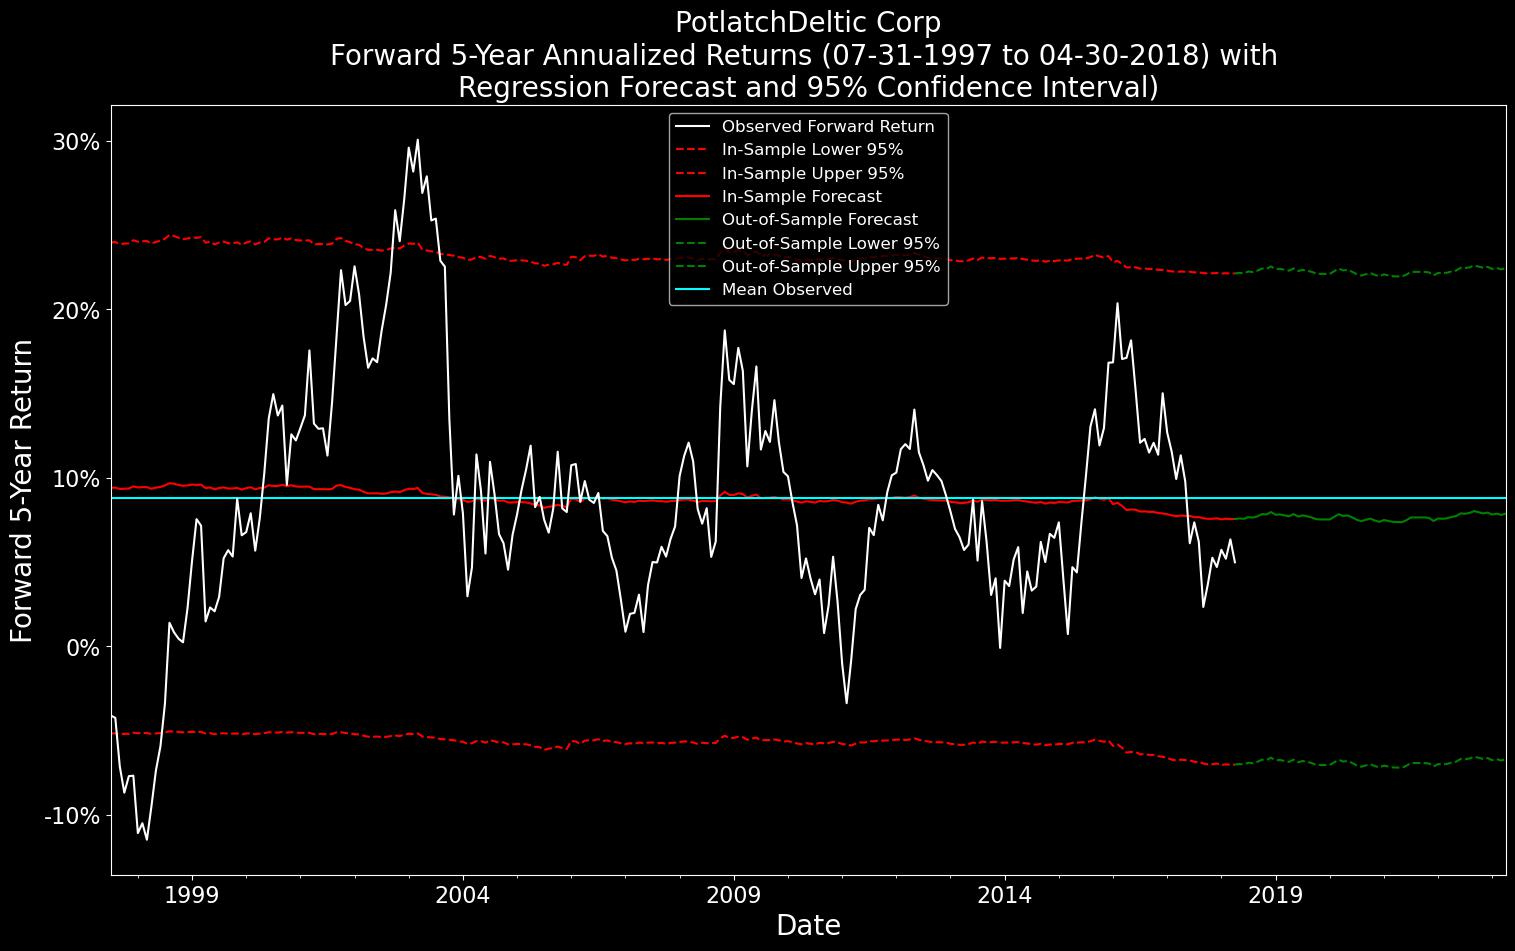 PotlatchDeltic Corp
Forward 5-Year Annualized Returns (07-31-1997 to 04-30-2018) with
Regression Forecast and 95% Confidence Interval)
Observed Forward Return
In-Sample Lower 95%
In-Sample Upper 95%
In-Sample Forecast
Out-of-Sample Forecast
Out-of-Sample Lower 95%
Out-of-Sample Upper 95%
Mean Observed
Forward 5-Year Return
30%
20%
10%
0%
-10%
1999 2004 2009 2014 2019
Date